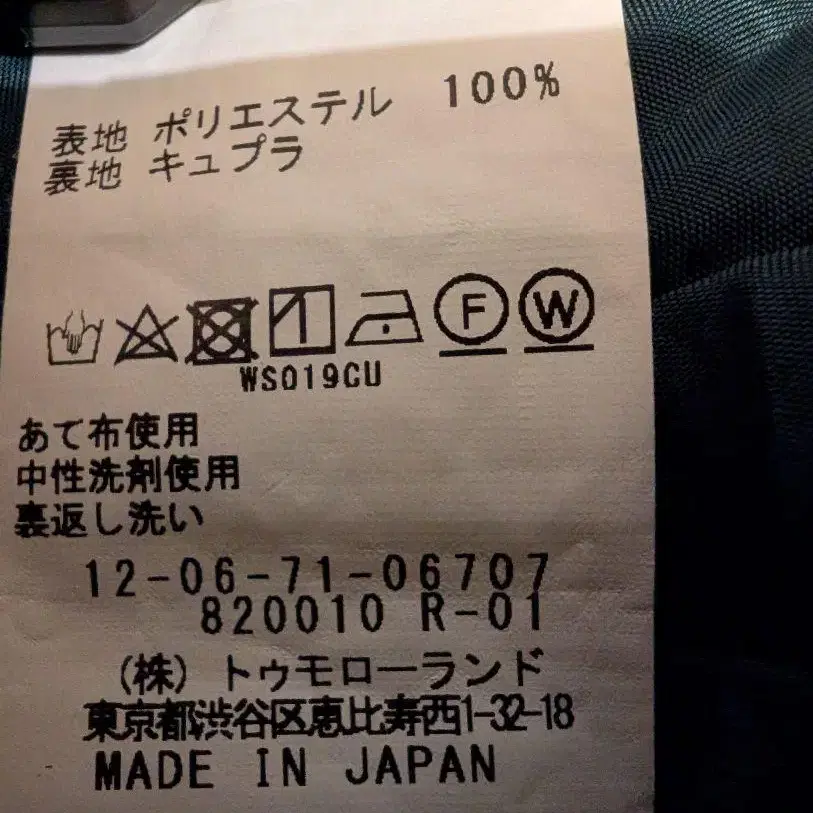 表地 ポリエステル 100%
裏地 キュプラ
F W
WS019CU
あて布使用
中性洗剤使用
裏返し洗い
12-06-71-06707
820010 R-01
(株) トゥモローランド
東京都渋谷区恵比寿西1-32-18
MADE IN JAPAN